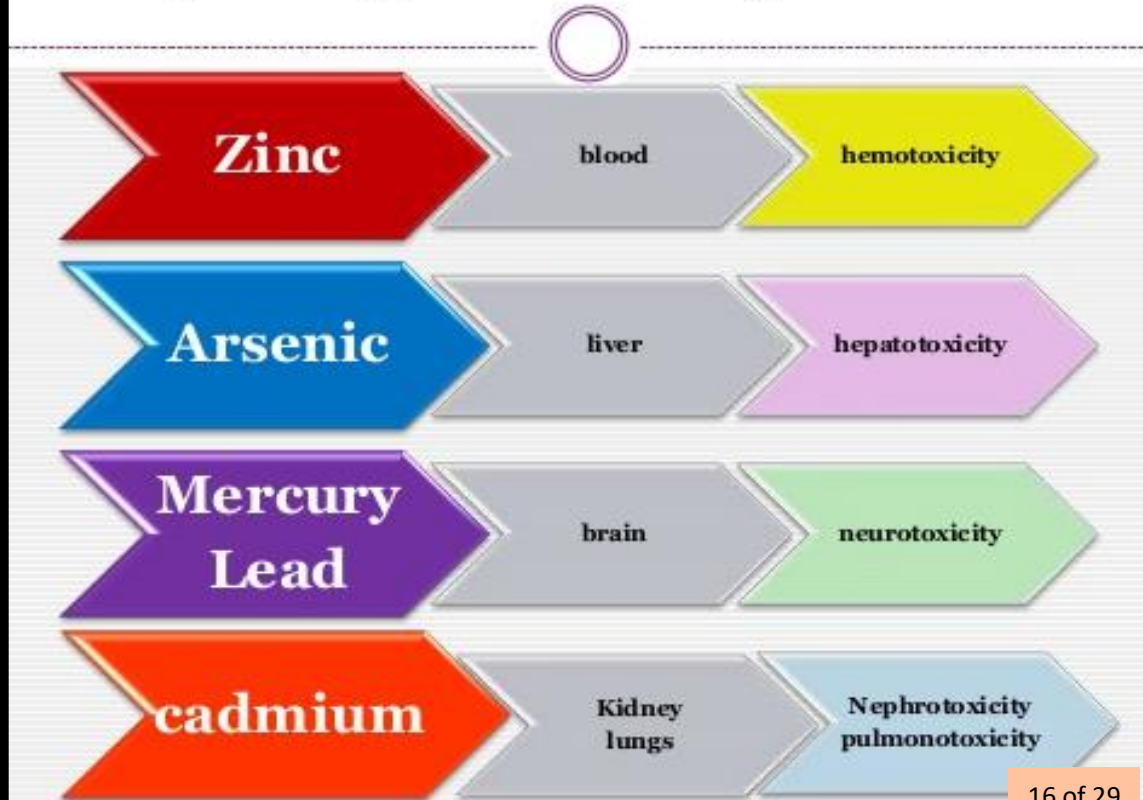 Zinc
blood
hemotoxicity
Arsenic
liver
hepatotoxicity
Mercury
Lead
brain
neurotoxicity
cadmium
Kidney
lungs
Nephrotoxicity
pulmonotoxicity
16 of 29